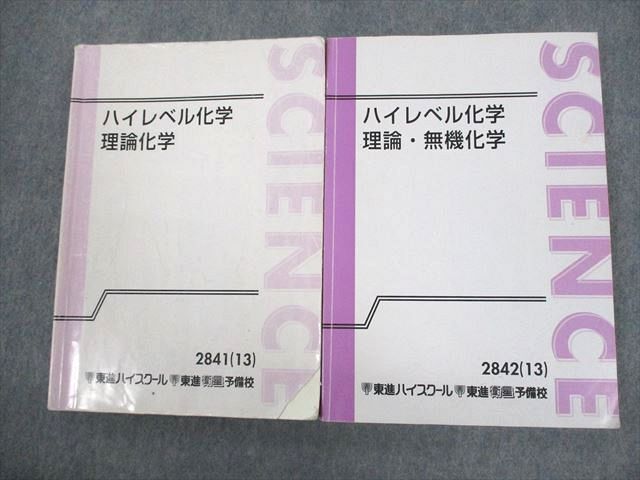 ハイレベル化学
理論化学
SCIENCE
2841(13)
東進ハイスクール 東進衛星予備校
ハイレベル化学
理論・無機化学
SCIENCE
2842(13)
東進ハイスクール 東進衛星予備校